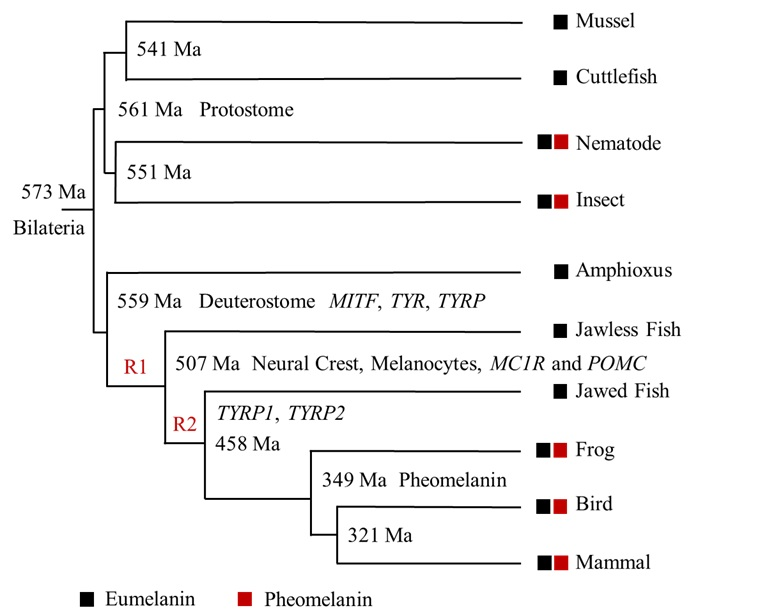 Mussel
541 Ma
Cuttlefish
561 Ma Protostome
Nematode
551 Ma
573 Ma
Insect
Bilateria
Amphioxus
559 Ma Deuterostome MITF, TYR, TYRP
Jawless Fish
R1
507 Ma Neural Crest, Melanocytes, MC1R and POMC
Jawed Fish
TYRP1, TYRP2
R2
458 Ma
Frog
349 Ma Pheomelanin
Bird
321 Ma
Mammal
Eumelanin
Pheomelanin